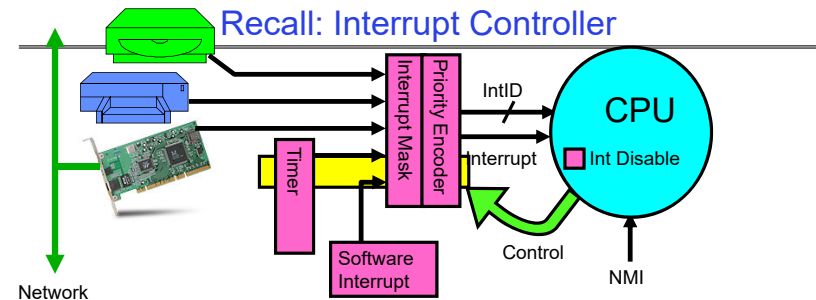 Recall: Interrupt Controller
Interrupt Mask
Priority Encoder
IntID
Interrupt
CPU
Int Disable
Timer
Software
Interrupt
Control
NMI
Network